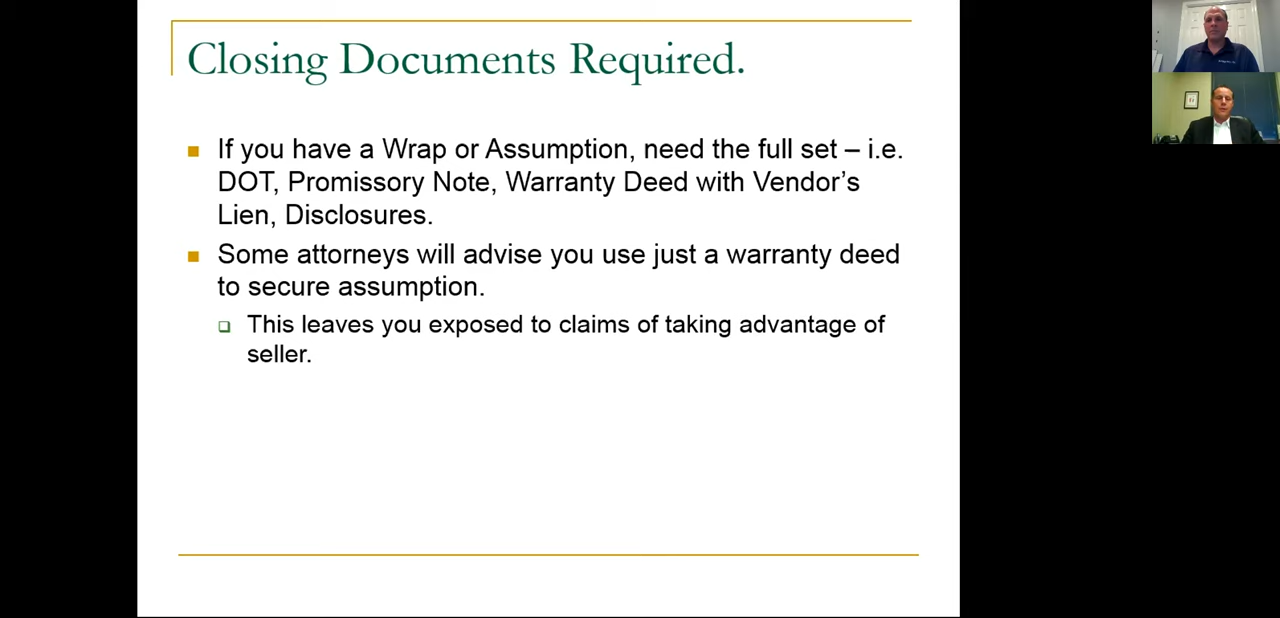 Closing Documents Required.
If you have a Wrap or Assumption, need the full set – i.e.
DOT, Promissory Note, Warranty Deed with Vendor’s
Lien, Disclosures.
Some attorneys will advise you use just a warranty deed
to secure assumption.
This leaves you exposed to claims of taking advantage of
seller.